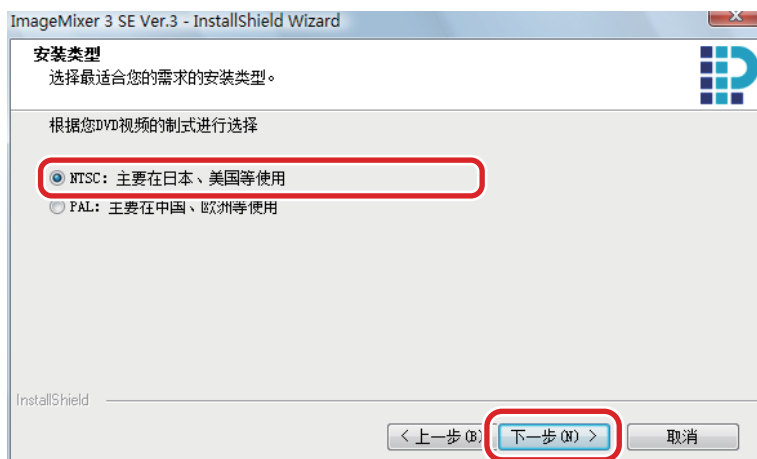 ImageMixer 3 SE Ver.3 - InstallShield Wizard
安装类型
选择最适合您的需求的安装类型。
根据您DVD视频的制式进行选择
NTSC: 主要在日本、美国等使用
PAL: 主要在中国、欧洲等使用
InstallShield
< 上一步(B) 下一步(N) > 取消